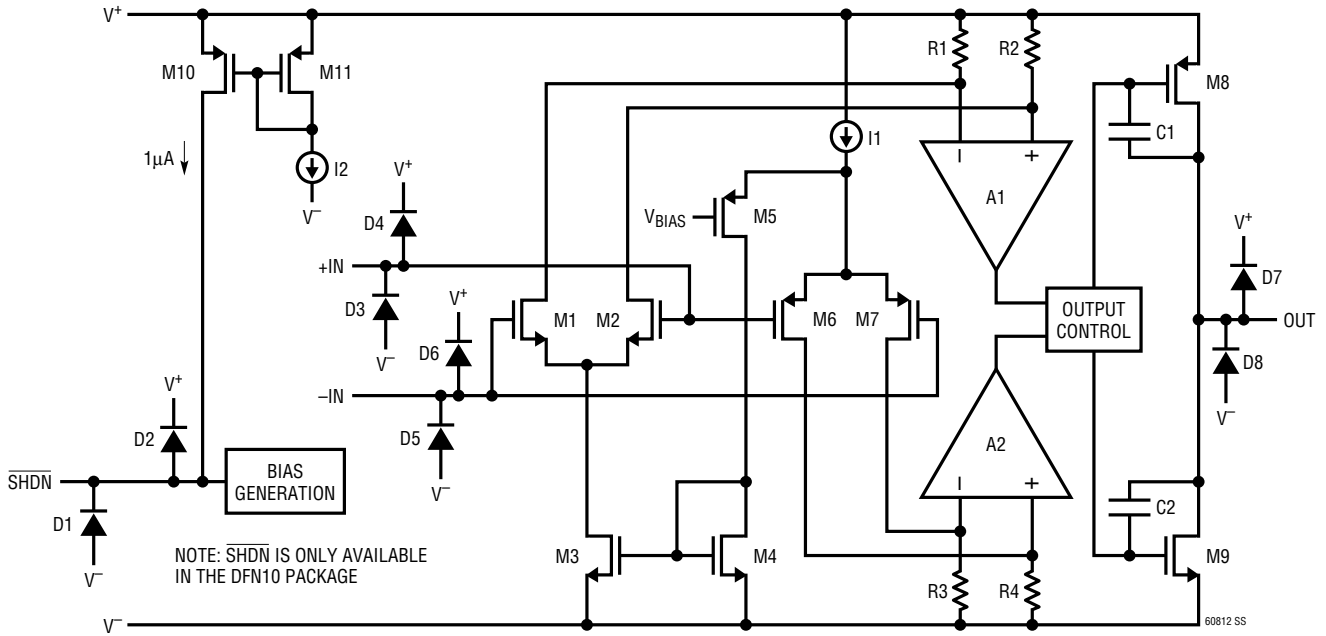 V+
M10
M11
R1
R2
M8
C1
I1
1µA
I2
V+
V–
D4
VBIAS
M5
A1
V+
D7
+IN
D3
V+
D6
M1
M2
M6
M7
OUTPUT
CONTROL
OUT
V–
D8
–IN
V+
D5
A2
V–
D2
SHDN
BIAS
GENERATION
V–
C2
D1
NOTE: SHDN IS ONLY AVAILABLE
IN THE DFN10 PACKAGE
M3
M4
M9
V–
R3
R4
V–
60812 SS
– +
– +